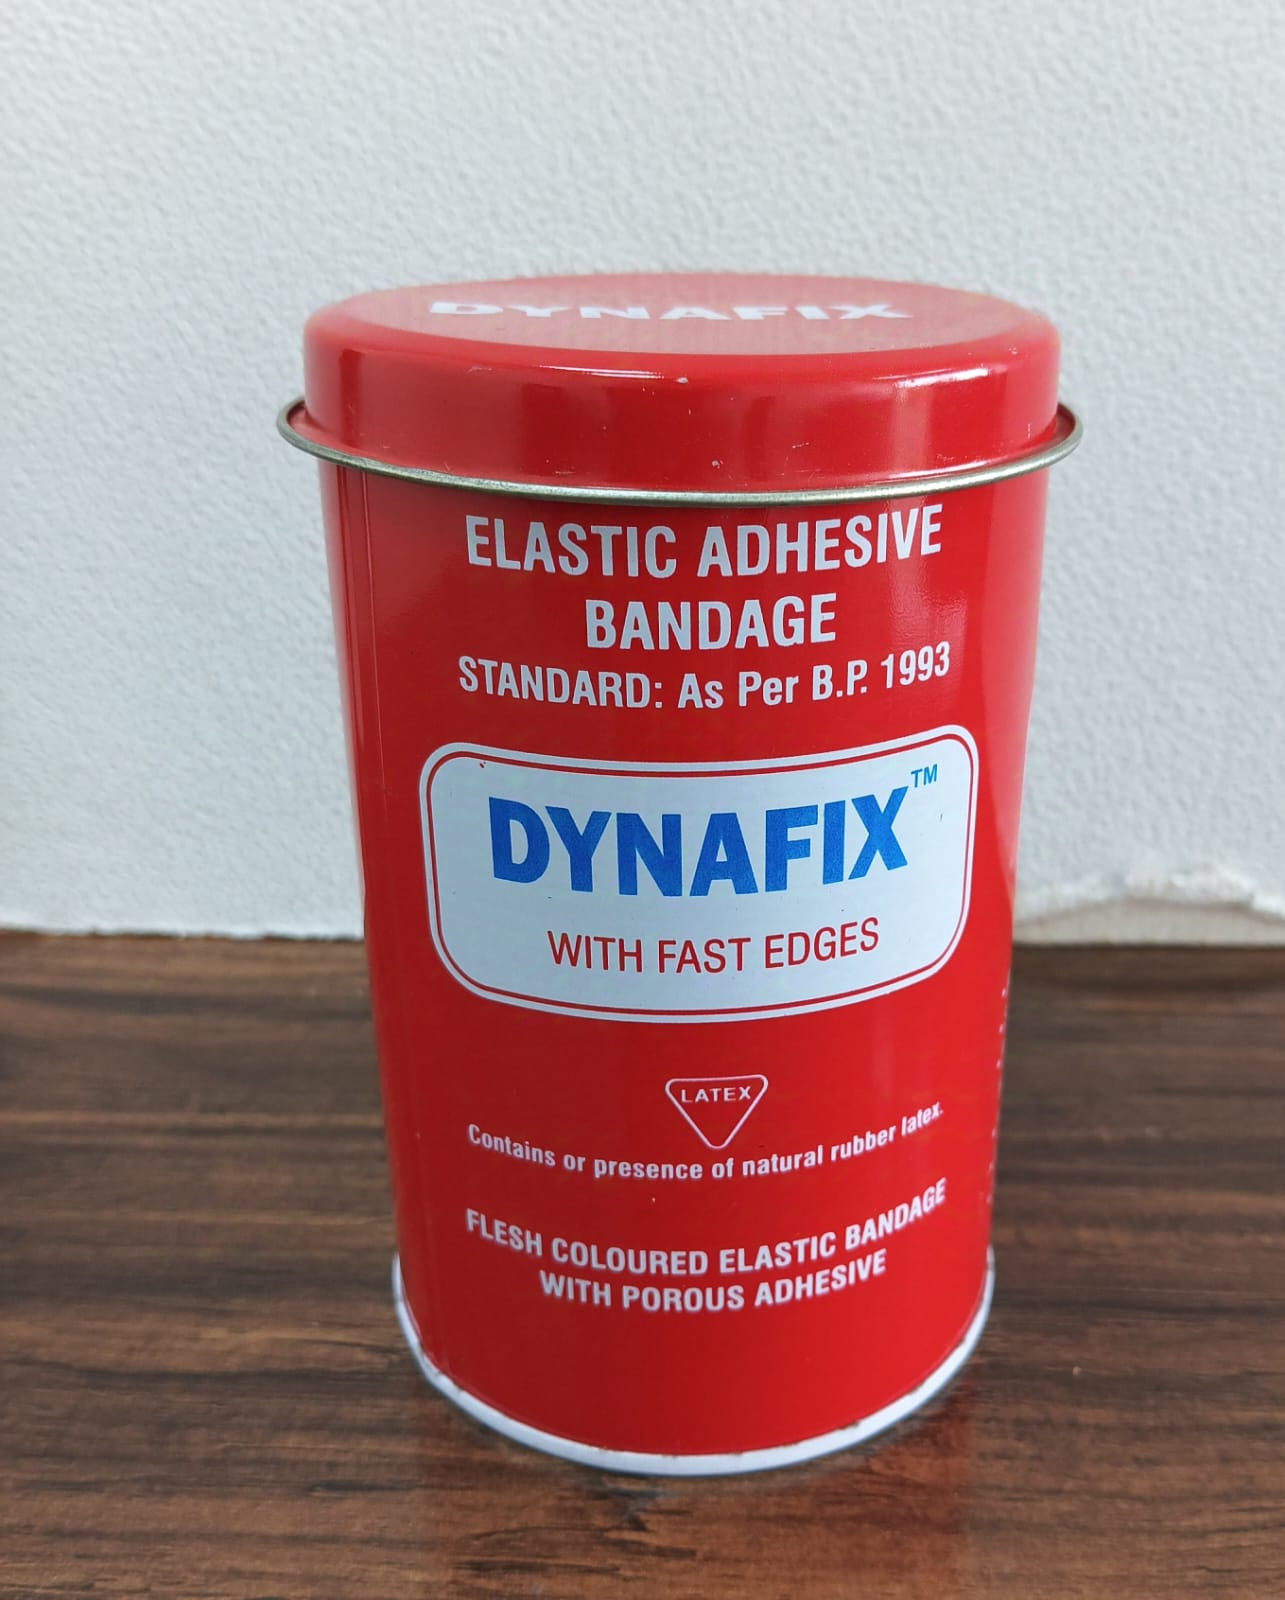 DYNAFIX
ELASTIC ADHESIVE
BANDAGE
STANDARD: As Per B.P. 1993
DYNAFIX™
WITH FAST EDGES
LATEX
Contains or presence of natural rubber latex.
FLESH COLOURED ELASTIC BANDAGE
WITH POROUS ADHESIVE